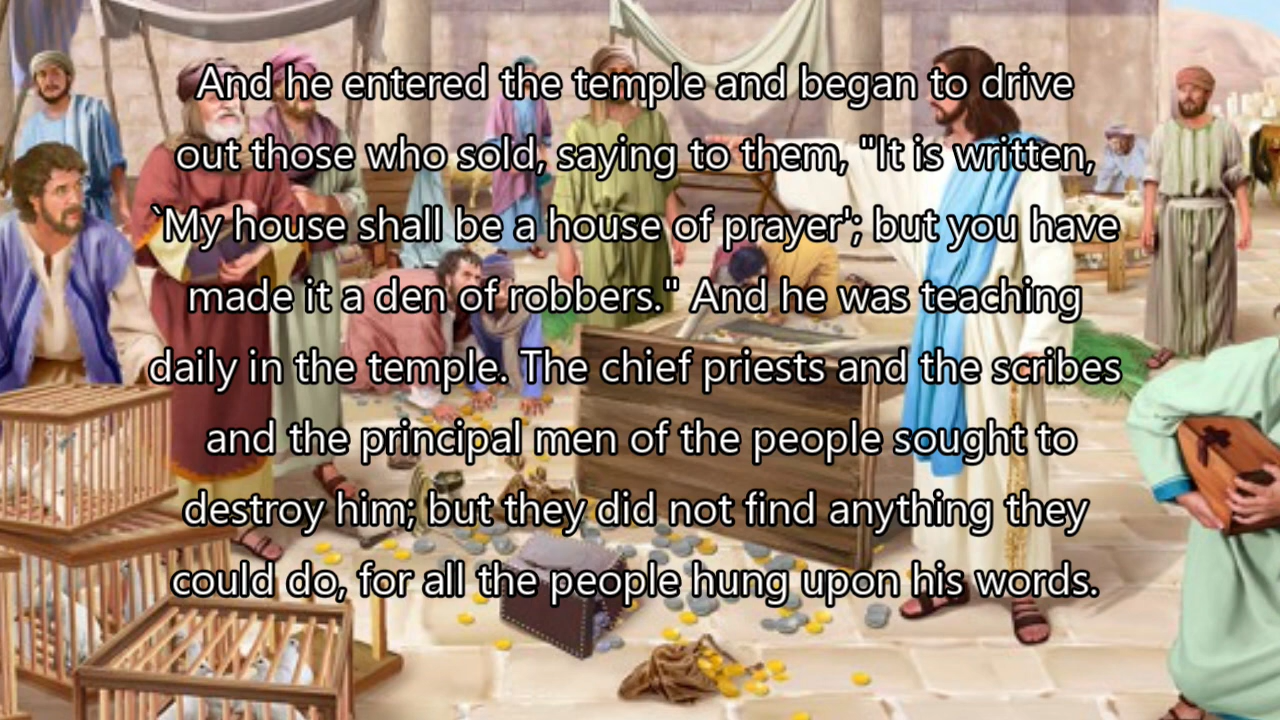 And he entered the temple and began to drive
out those who sold, saying to them, "It is written,
`My house shall be a house of prayer'; but you have
made it a den of robbers." And he was teaching
daily in the temple. The chief priests and the scribes
and the principal men of the people sought to
destroy him; but they did not find anything they
could do, for all the people hung upon his words.